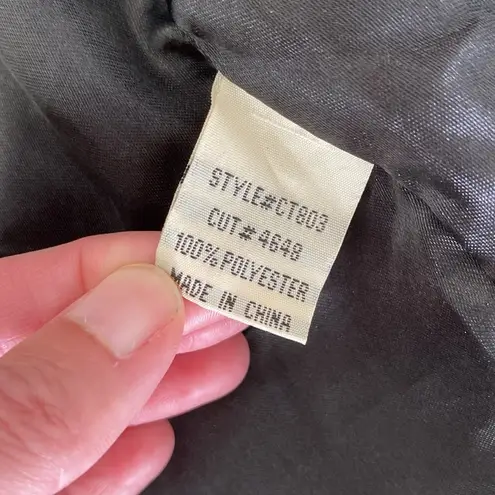 STYLE#CT803
CUT# 4648
100% POLYESTER
MADE IN CHINA